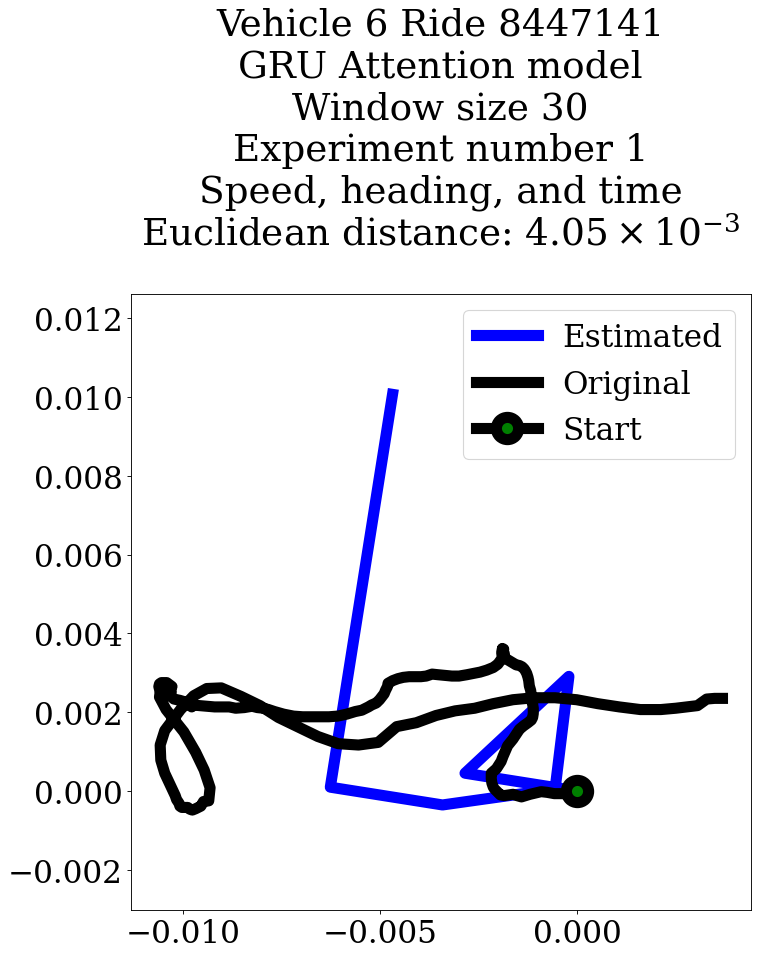 Vehicle 6 Ride 8447141
GRU Attention model
Window size 30
Experiment number 1
Speed, heading, and time
Euclidean distance: 4.05 × 10⁻³
Estimated
Original
Start
0.012
0.010
0.008
0.006
0.004
0.002
0.000
−0.002
−0.010
−0.005
0.000